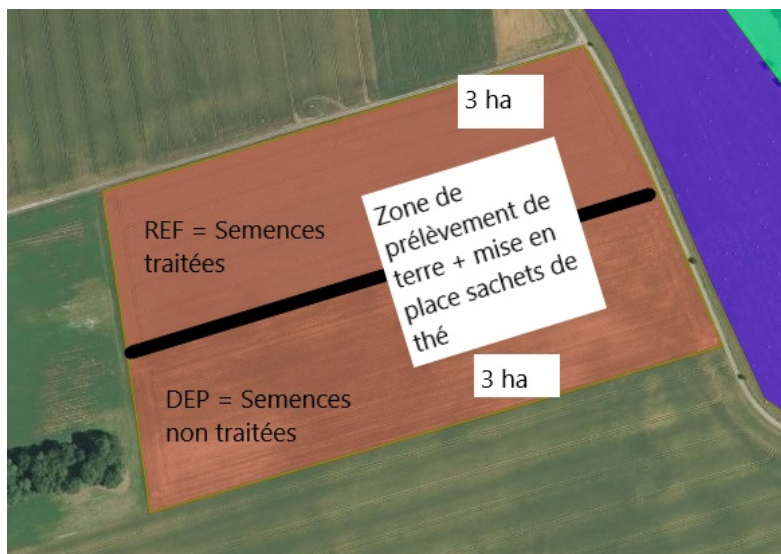 3 ha
REF = Semences
traitées
Zone de
prélèvement de
terre + mise en
place sachets de
thé
3 ha
DEP = Semences
non traitées